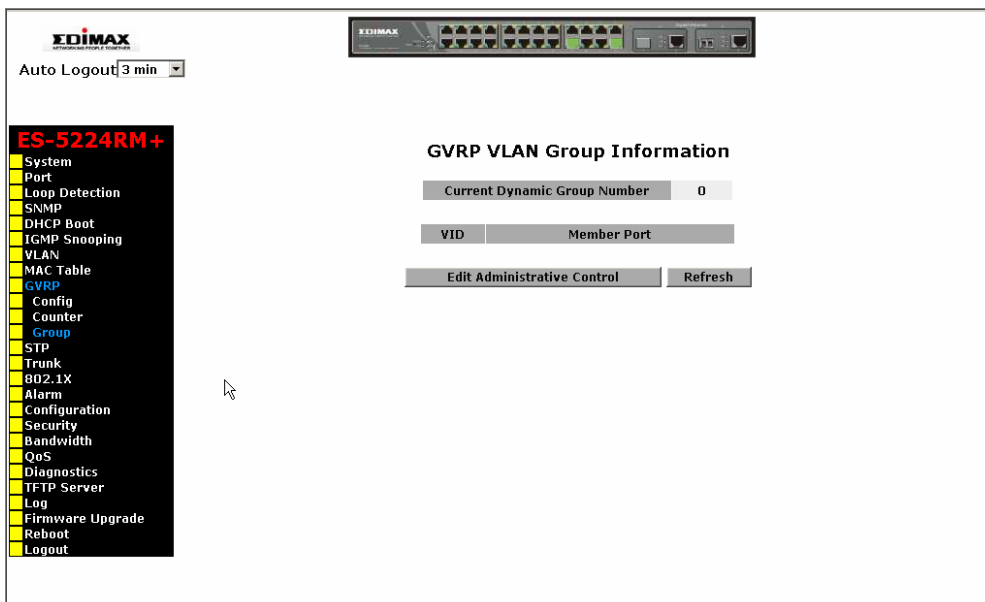 EDIMAX
NETWORKING PEOPLE TOGETHER
EDIMAX
Auto Logout 3 min
ES-5224RM+
System
Port
Loop Detection
SNMP
DHCP Boot
IGMP Snooping
VLAN
MAC Table
GVRP
Config
Counter
Group
STP
Trunk
802.1X
Alarm
Configuration
Security
Bandwidth
QoS
Diagnostics
TFTP Server
Log
Firmware Upgrade
Reboot
Logout
GVRP VLAN Group Information
Current Dynamic Group Number 0
VID Member Port
Edit Administrative Control Refresh